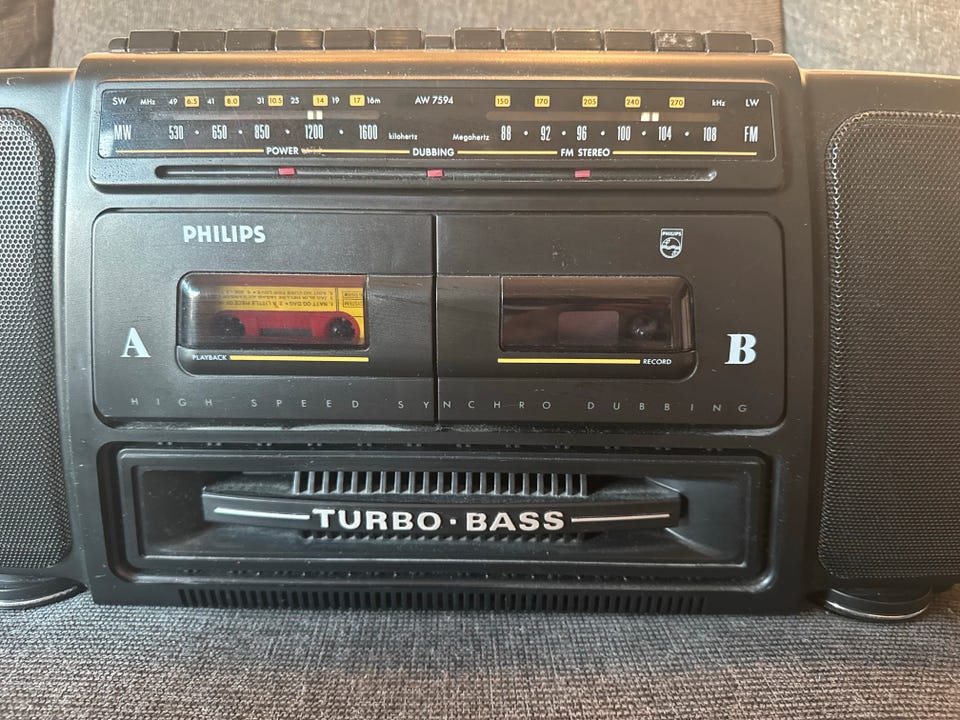 SW MHz 49 6.5 41 8.0 31 10.5 25 14 19 17 16m AW 7594 150 170 205 240 270 kHz LW
MW 530 • 650 • 850 • 1200 • 1600 kilohertz Megahertz 88 • 92 • 96 • 100 • 104 • 108 FM
POWER DUBBING FM STEREO
PHILIPS
PHILIPS
A
B
PLAYBACK
RECORD
HIGH SPEED SYNCHRO DUBBING
TURBO · BASS